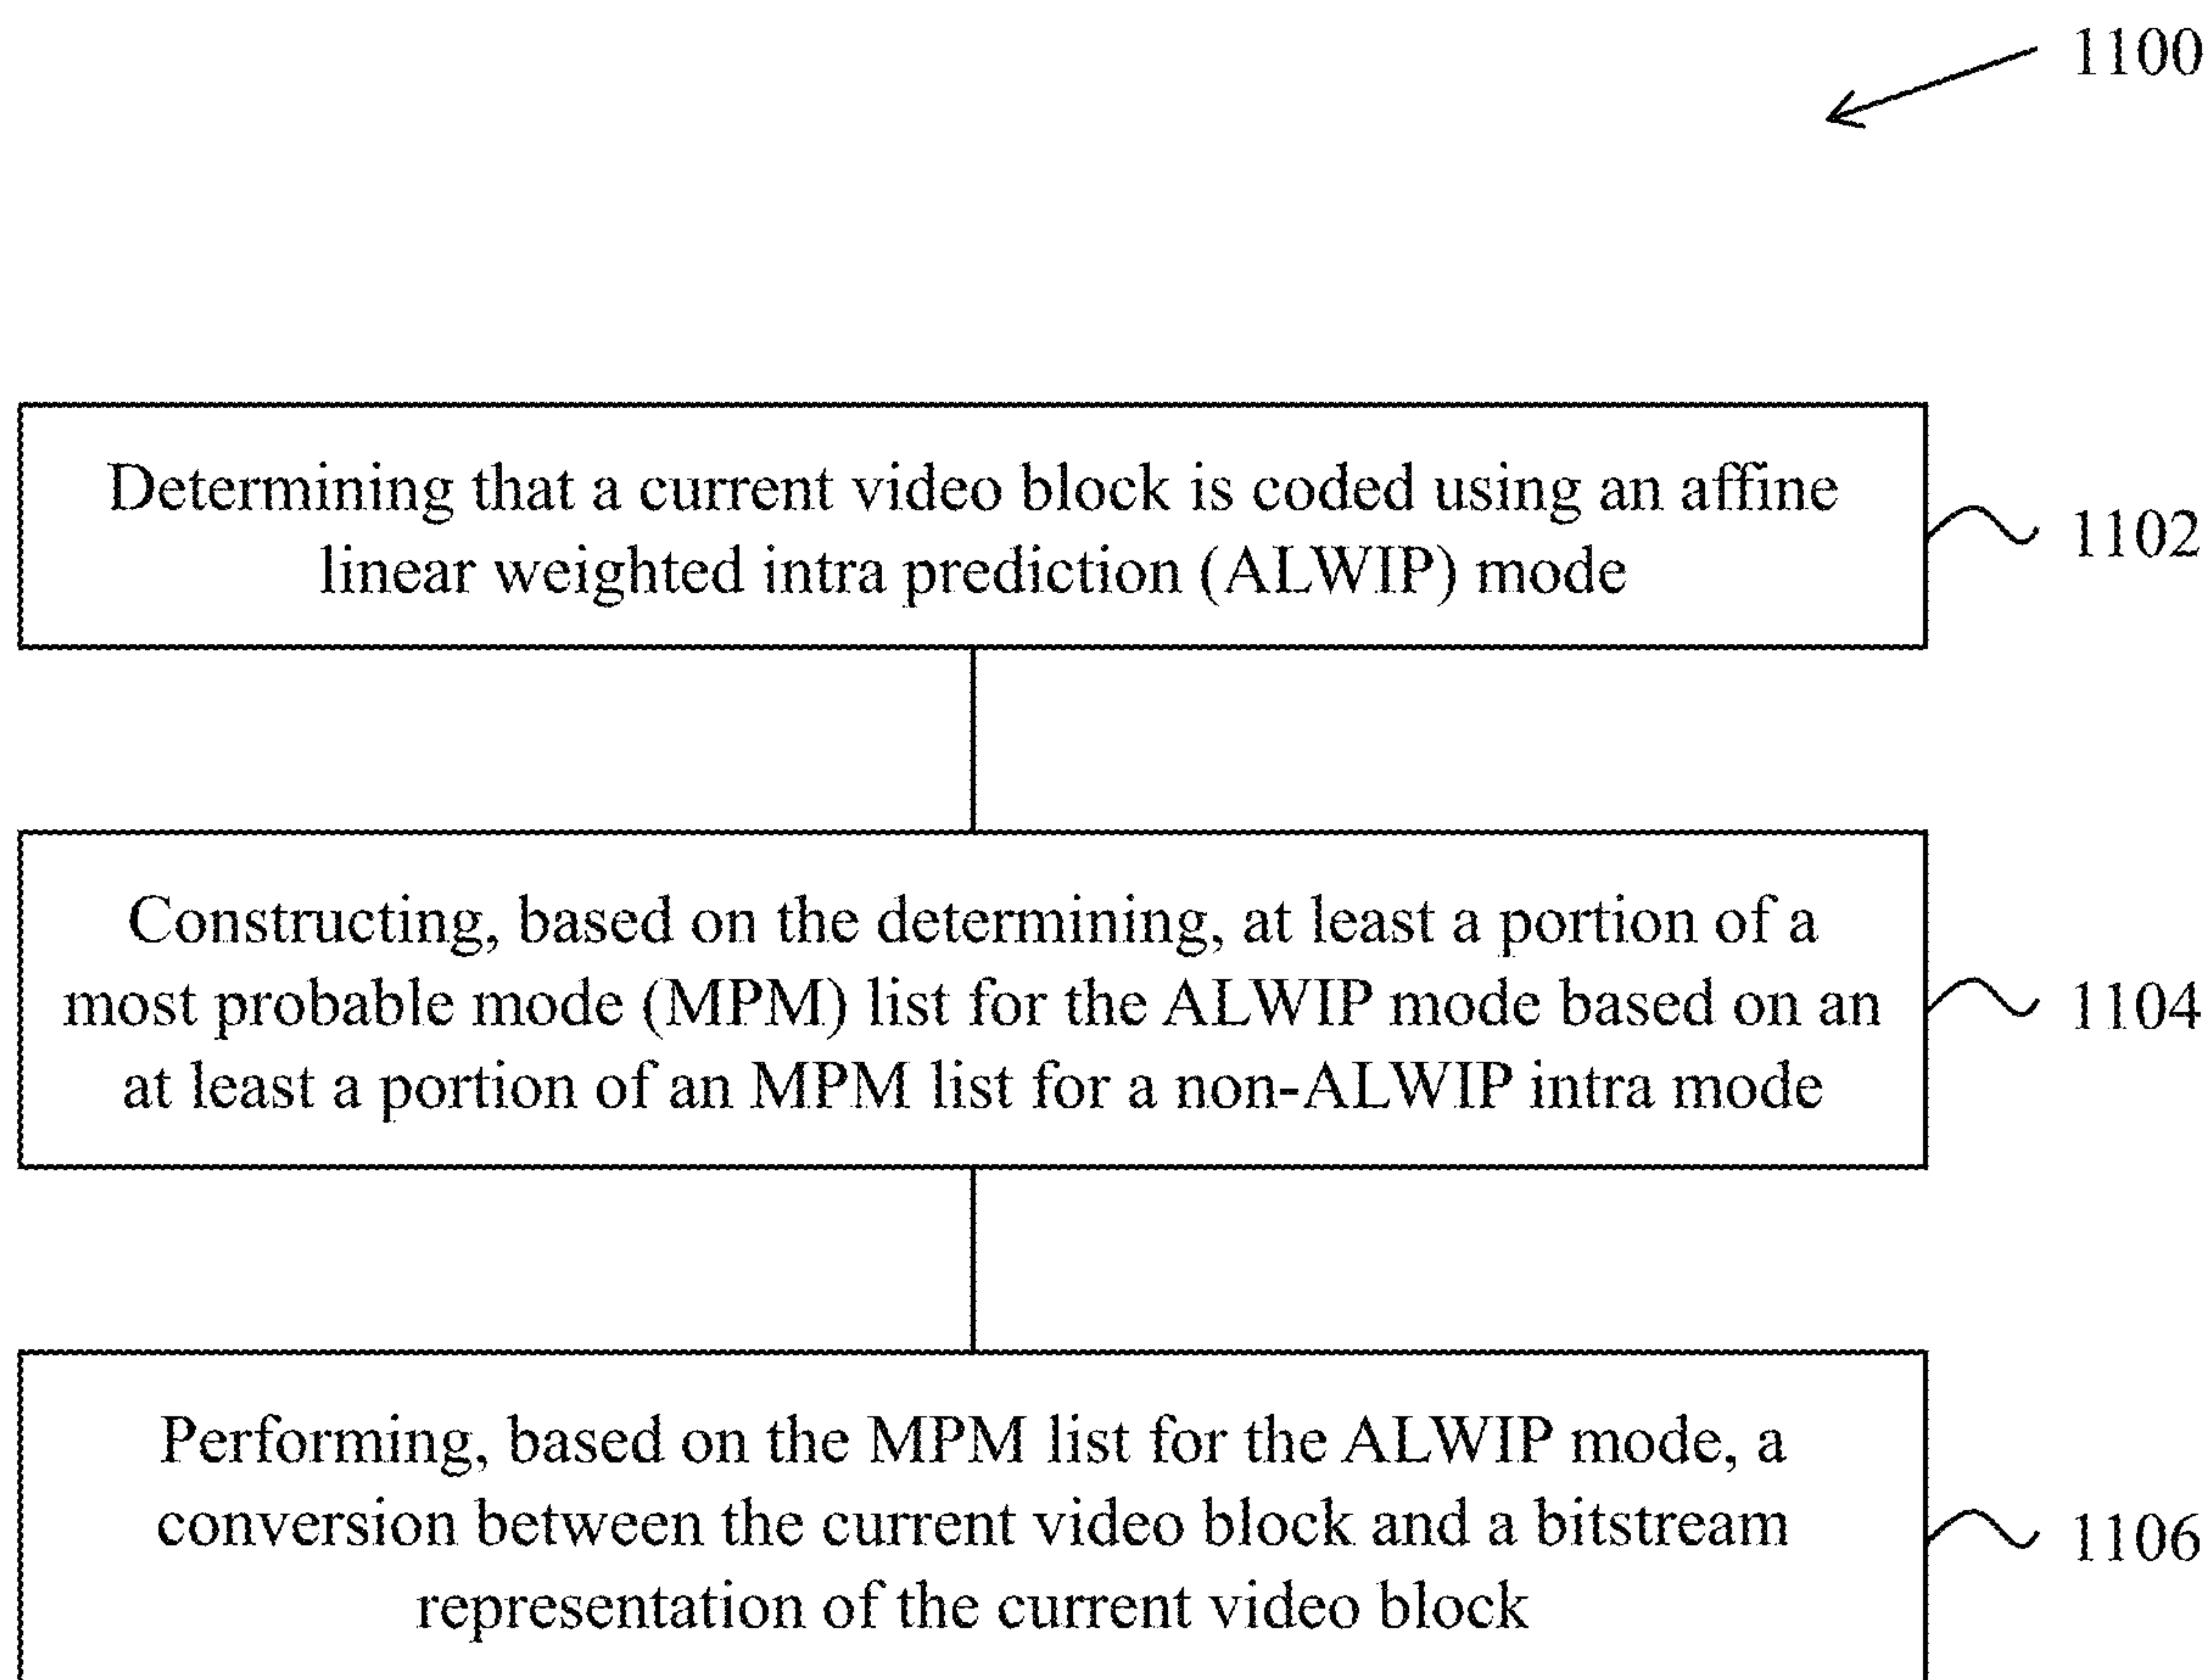 1100
Determining that a current video block is coded using an affine
linear weighted intra prediction (ALWIP) mode
1102
Constructing, based on the determining, at least a portion of a
most probable mode (MPM) list for the ALWIP mode based on an
at least a portion of an MPM list for a non-ALWIP intra mode
1104
Performing, based on the MPM list for the ALWIP mode, a
conversion between the current video block and a bitstream
representation of the current video block
1106